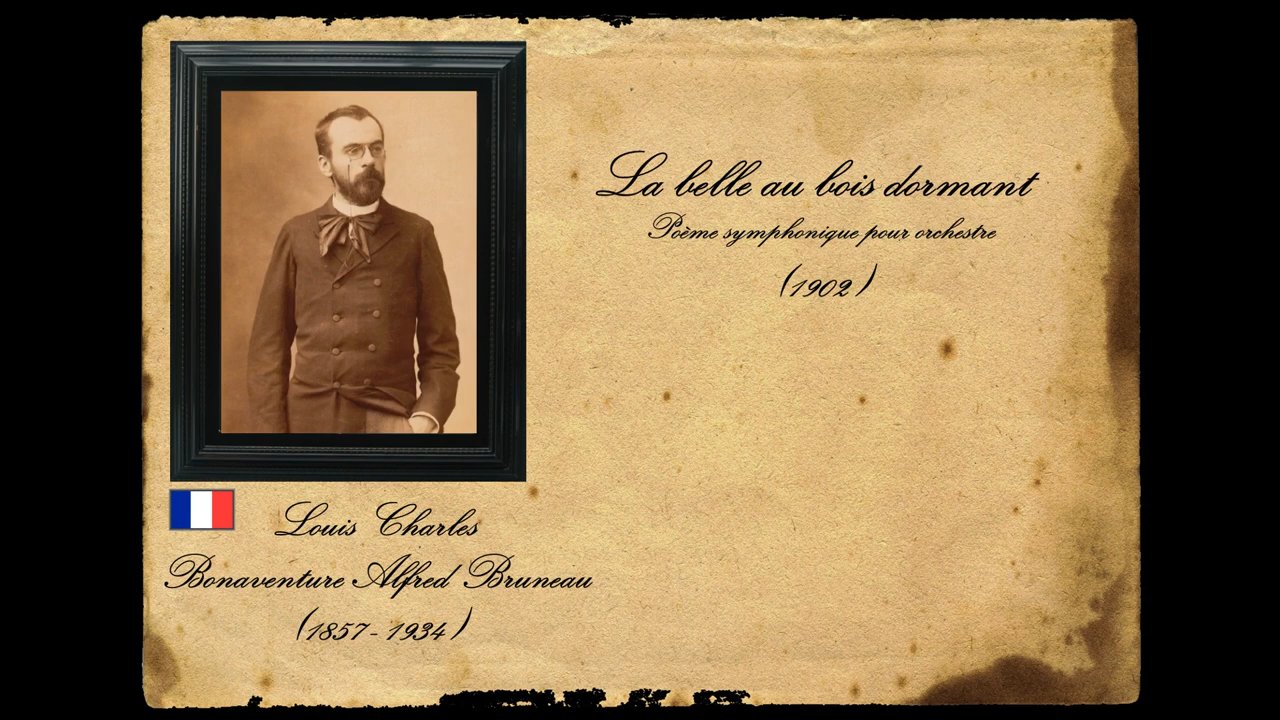 La belle au bois dormant
Poème symphonique pour orchestre
(1902)
Louis Charles
Bonaventure Alfred Bruneau
(1857 - 1934)